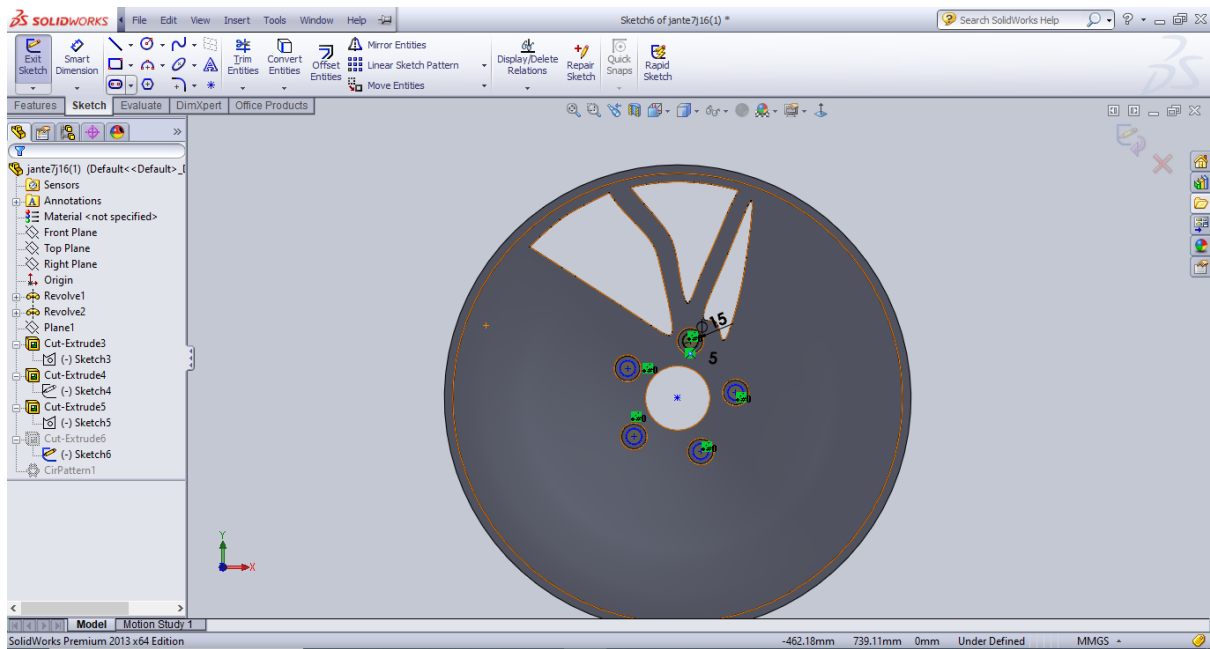 SOLIDWORKS File Edit View Insert Tools Window Help Sketch6 of jante7j16(1) * Search SolidWorks Help ?
Exit Sketch
Smart Dimension
Trim Entities
Convert Entities
Offset Entities
Mirror Entities
Linear Sketch Pattern
Move Entities
Display/Delete Relations
Repair Sketch
Quick Snaps
Rapid Sketch
Features Sketch Evaluate DimXpert Office Products
jante7j16(1) (Default<<Default>_
Sensors
Annotations
Material <not specified>
Front Plane
Top Plane
Right Plane
Origin
Revolve1
Revolve2
Plane1
Cut-Extrude3
(-) Sketch3
Cut-Extrude4
(-) Sketch4
Cut-Extrude5
(-) Sketch5
Cut-Extrude6
(-) Sketch6
CirPattern1
Ø15
5
Y
X
Model Motion Study 1
SolidWorks Premium 2013 x64 Edition -462.18mm 739.11mm 0mm Under Defined MMGS